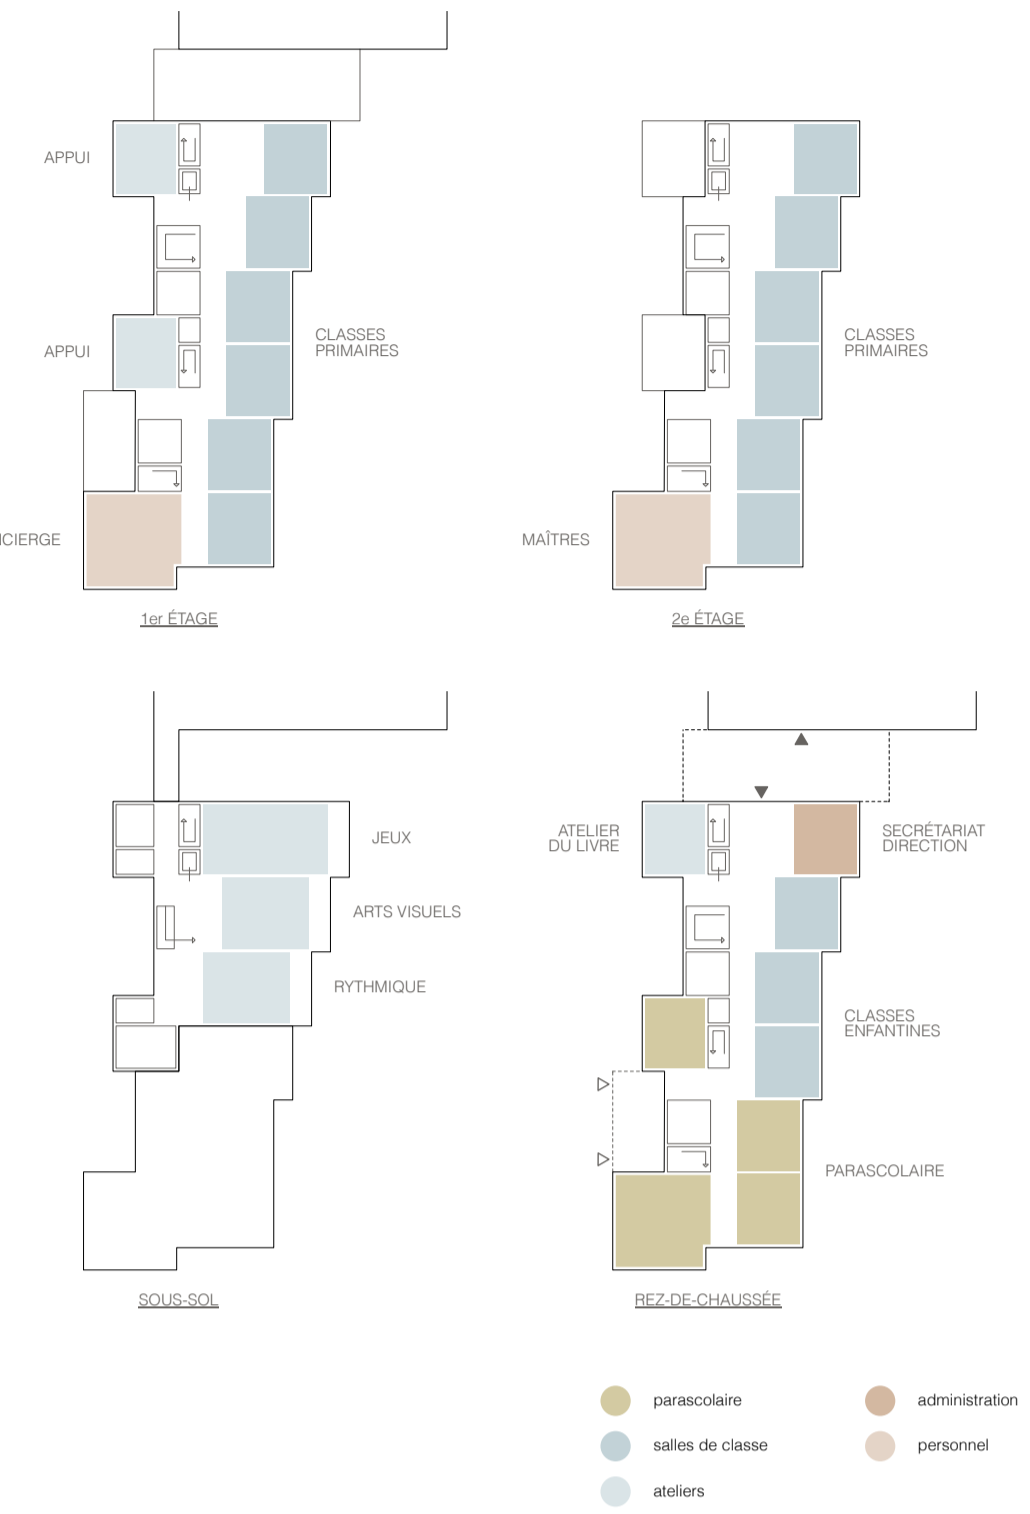 APPUI
APPUI
CLASSES
PRIMAIRES
CLASSES
PRIMAIRES
MAÎTRES
1er ÉTAGE
2e ÉTAGE
JEUX
ARTS VISUELS
RYTHMIQUE
ATELIER
DU LIVRE
SECRÉTARIAT
DIRECTION
CLASSES
ENFANTINES
PARASCOLAIRE
SOUS-SOL
REZ-DE-CHAUSSÉE
parascolaire
administration
salles de classe
personnel
ateliers